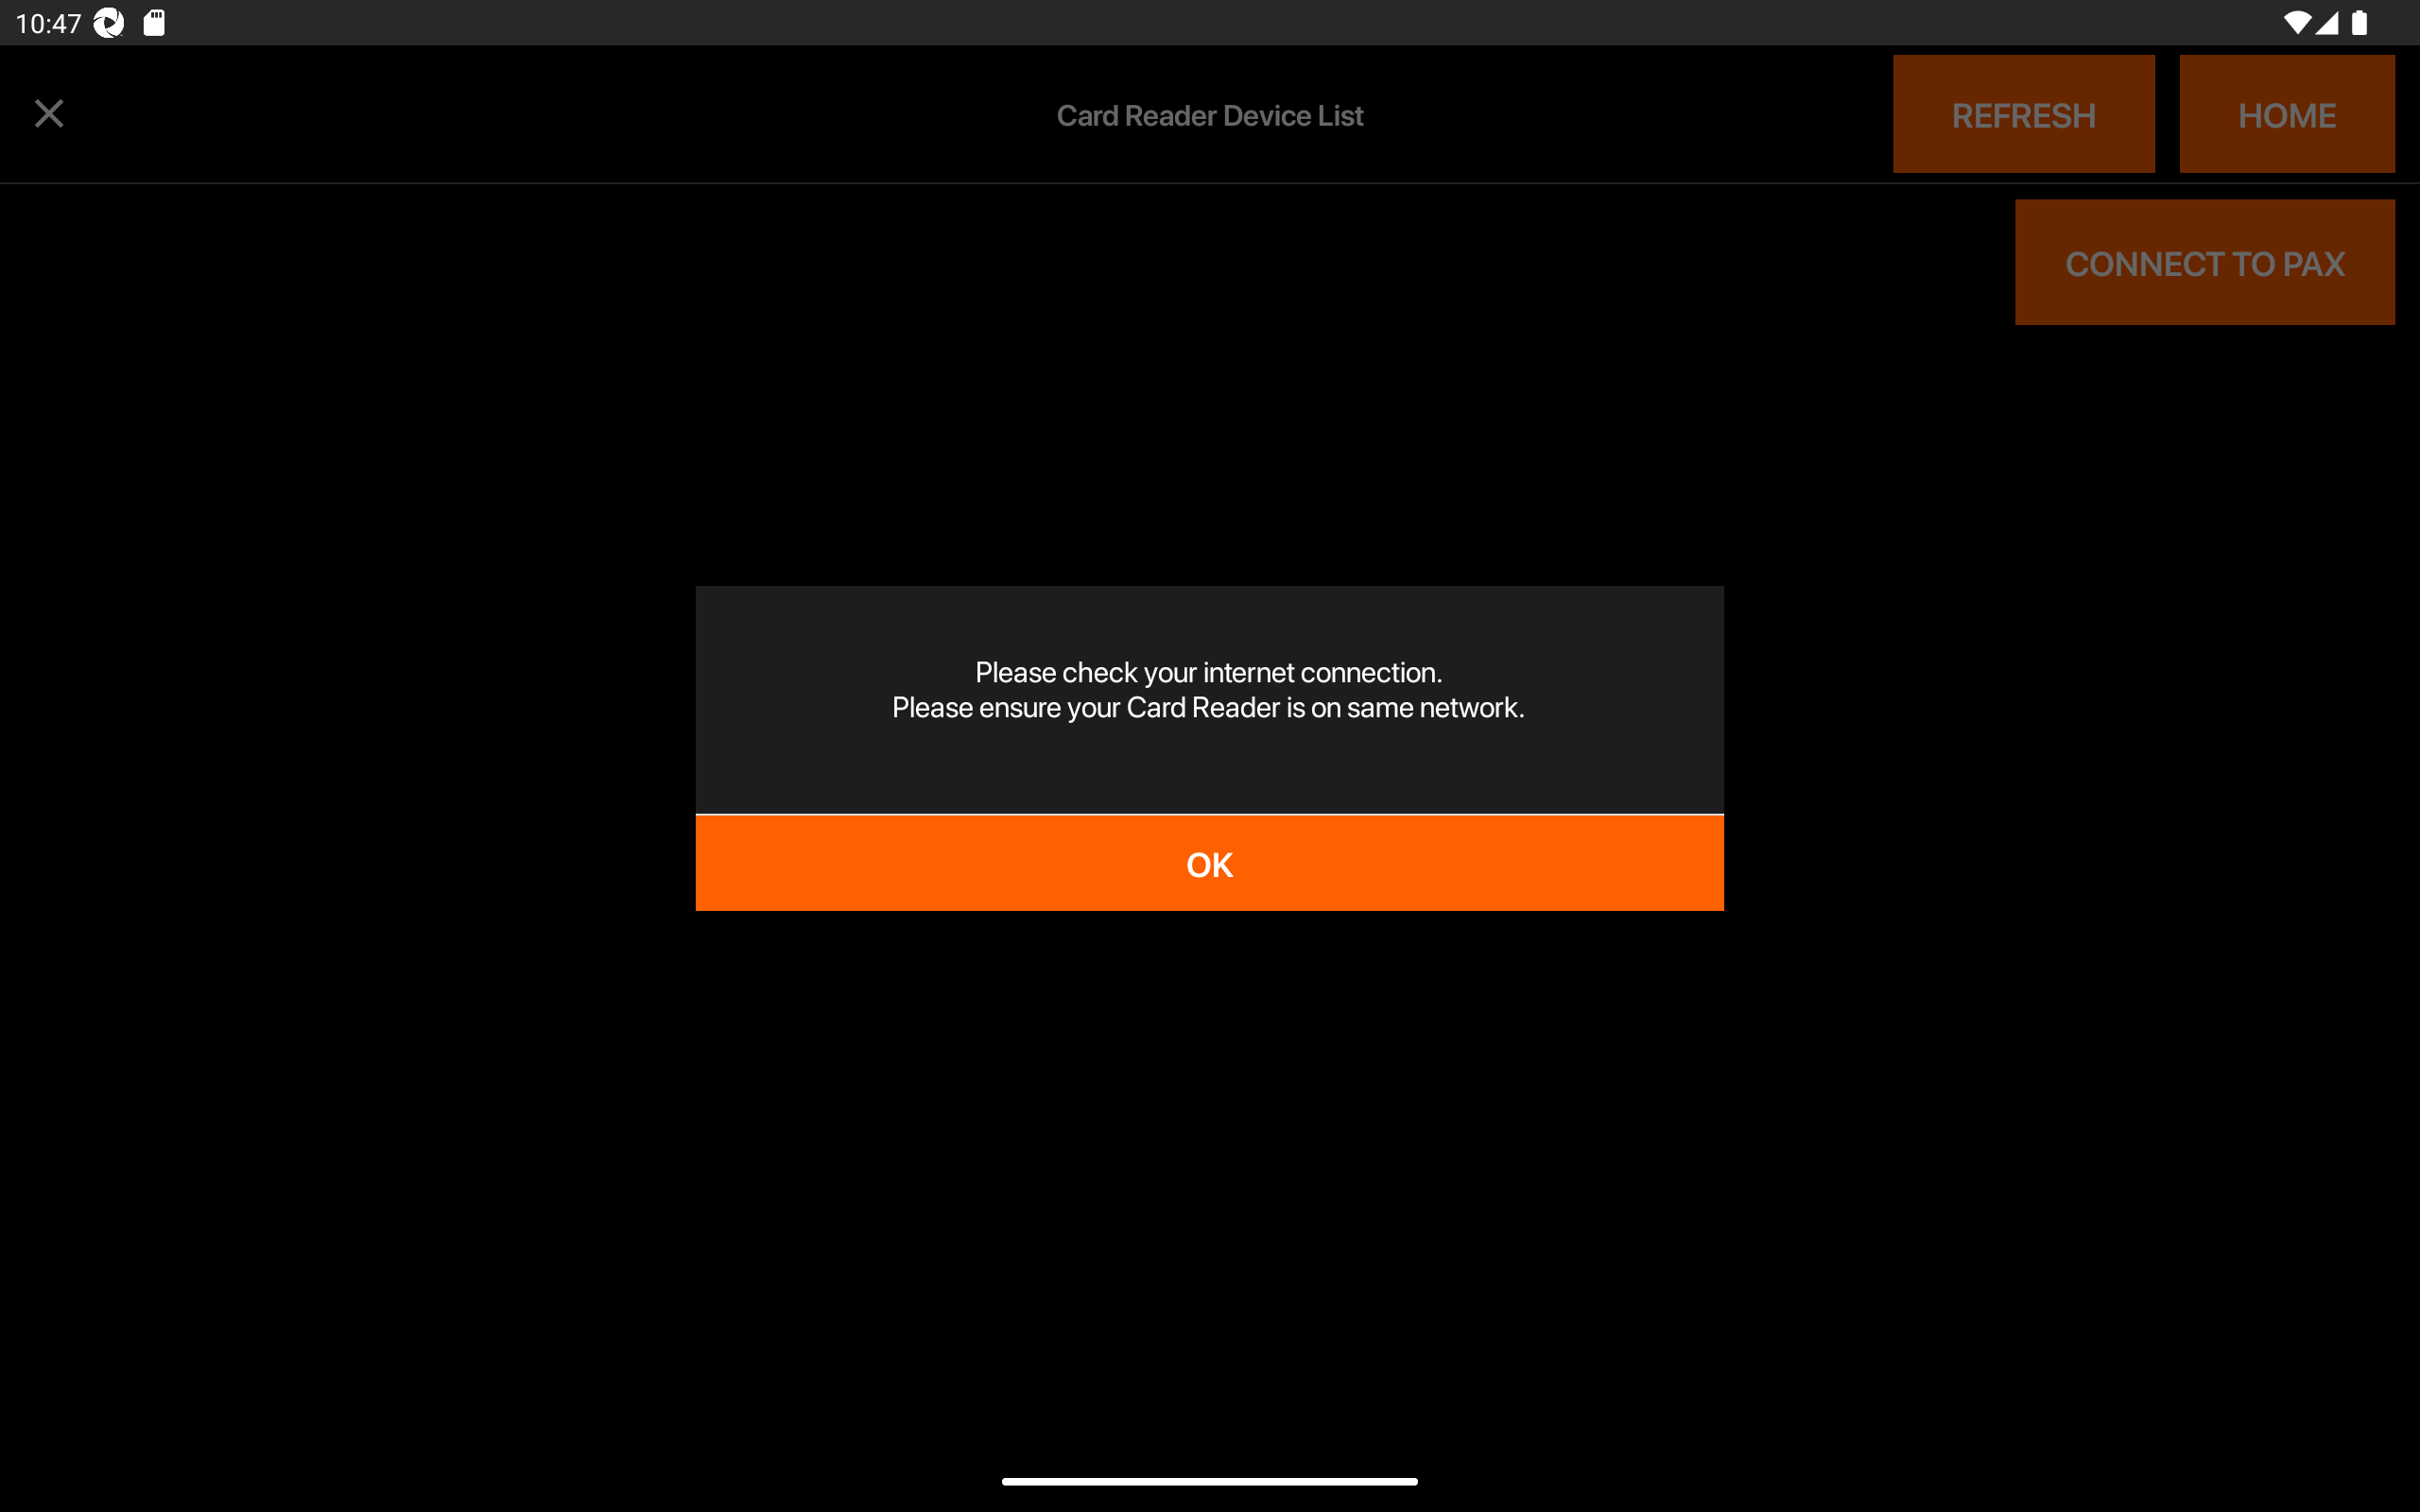 10:47
Card Reader Device List
REFRESH
HOME
CONNECT TO PAX
Please check your internet connection.
Please ensure your Card Reader is on same network.
OK